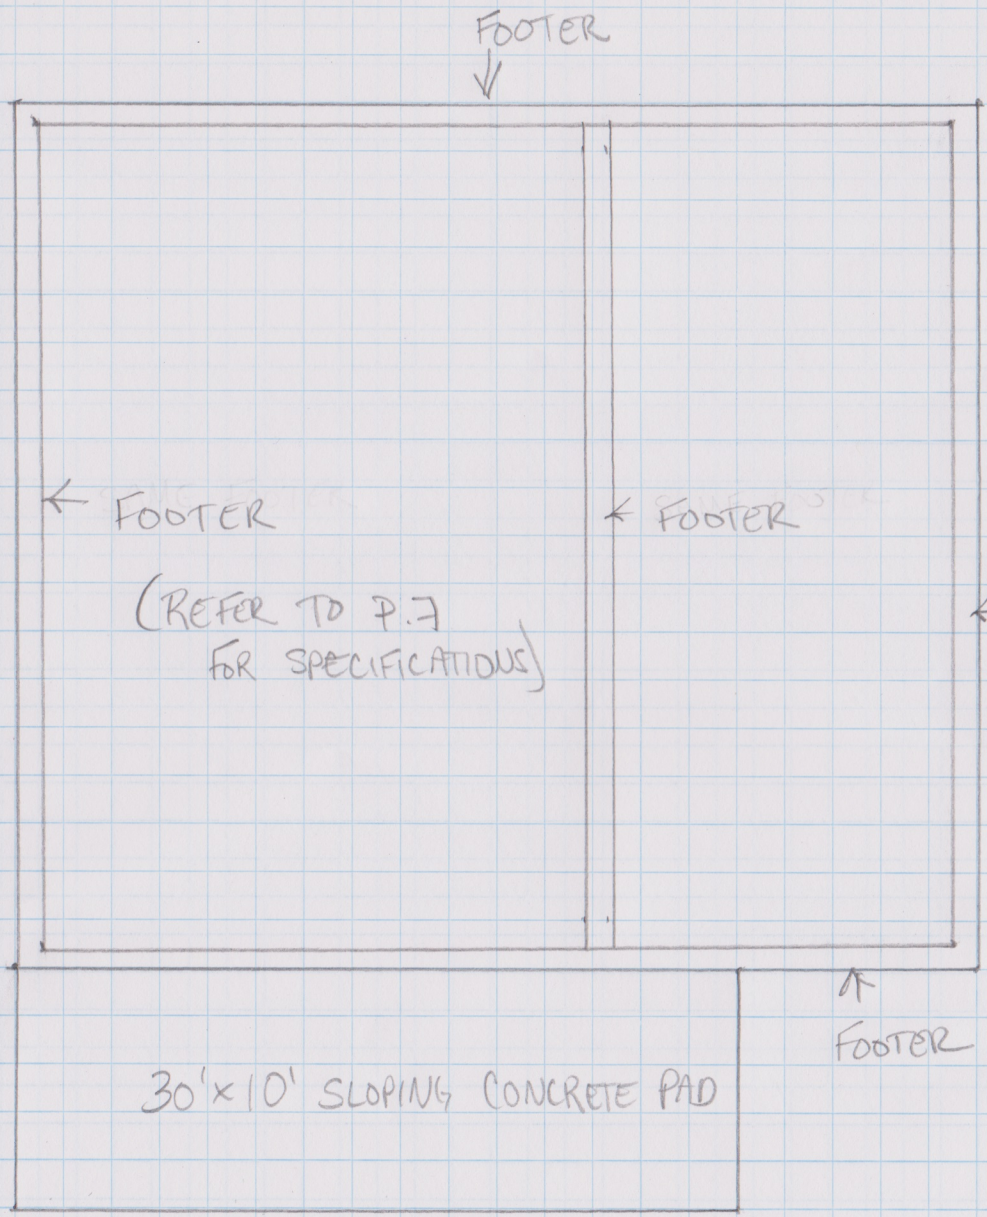 FOOTER
FOOTER
FOOTER
(REFER TO P.7
FOR SPECIFICATIONS)
FOOTER
30'x10' SLOPING CONCRETE PAD